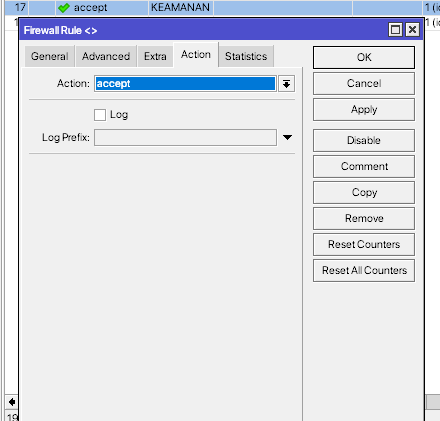 17 accept KEAMANAN 1 (i
Firewall Rule <>
General Advanced Extra Action Statistics
OK
Action: accept
Cancel
Log
Apply
Log Prefix:
Disable
Comment
Copy
Remove
Reset Counters
Reset All Counters
19